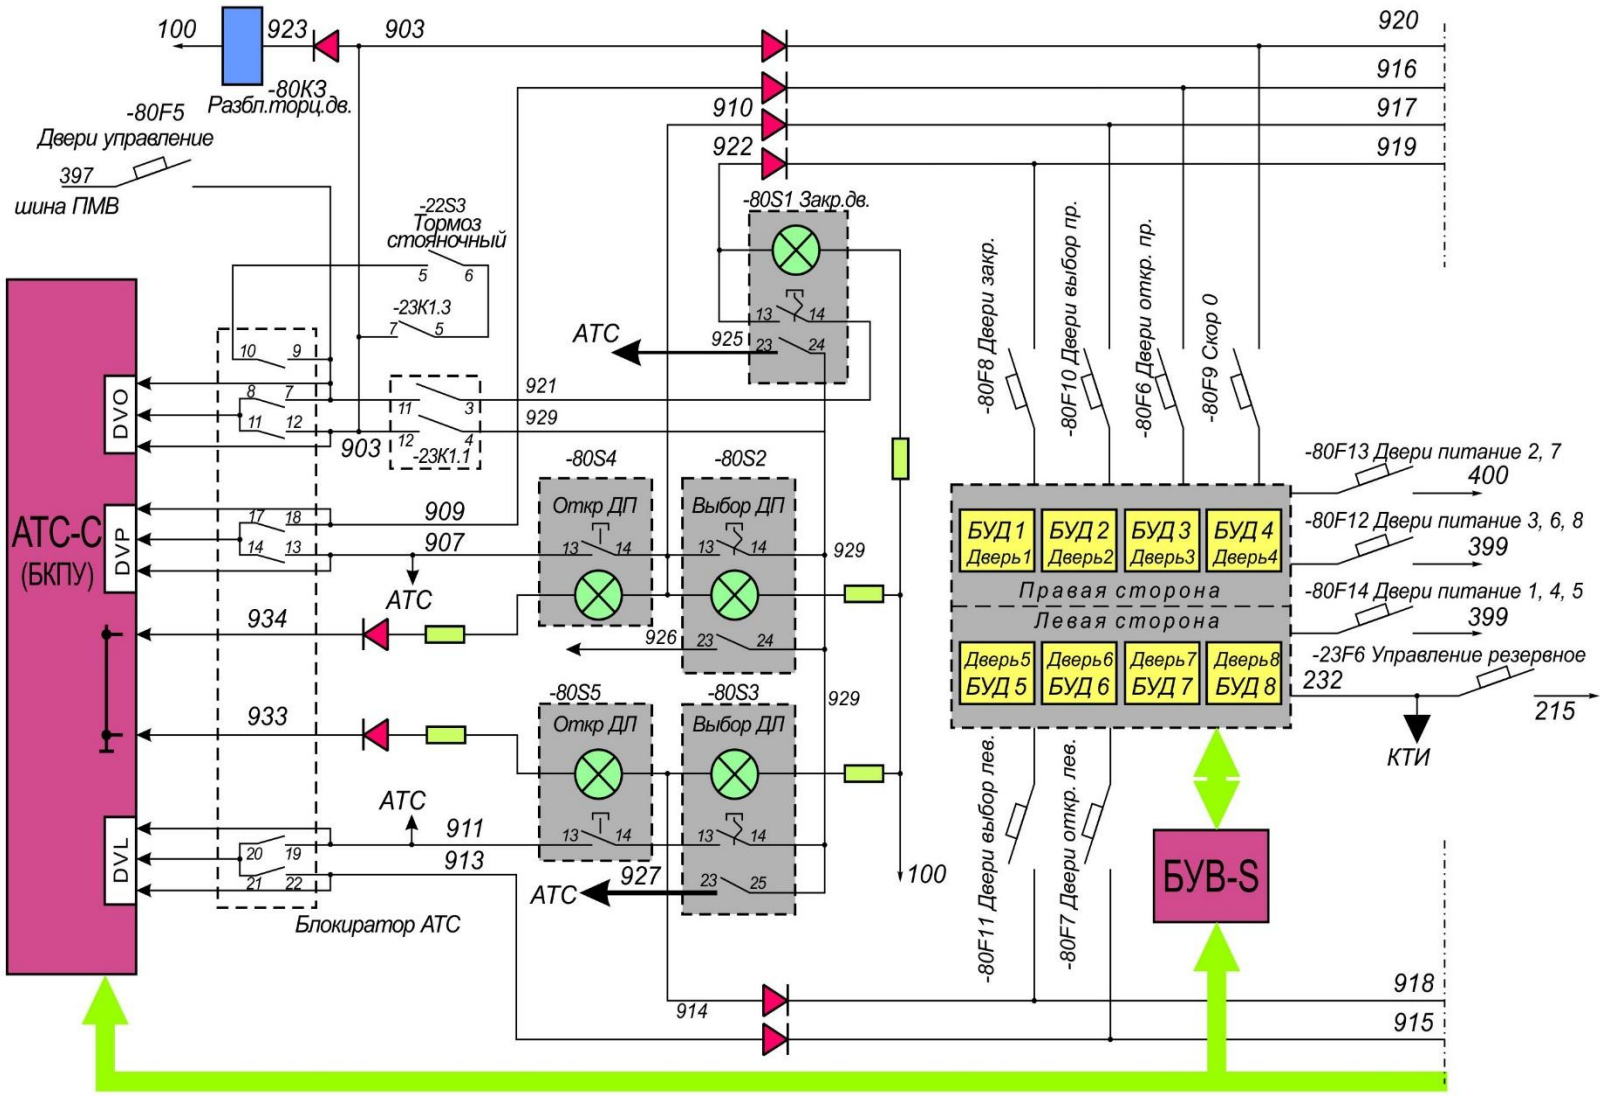 100
923
903
920
-80К3
Разбл.торц.дв.
916
-80F5
Двери управление
910
917
922
919
397
шина ПМВ
-22S3
Тормоз
стояночный
5
6
-80S1 Закр.дв.
-23К1.3
7
5
13
14
АТС
925
23
24
10
9
8
7
11
12
DVO
903
11
3
921
12
4
929
-23К1.1
-80F8 Двери закр.
-80F10 Двери выбор пр.
-80F6 Двери откр. пр.
-80F9 Скор 0
-80S4
-80S2
Откр ДП
Выбор ДП
17
18
909
14
13
907
DVP
АТС-С
(БКПУ)
13
14
13
14
929
АТС
934
926
23
24
-80S5
-80S3
929
933
Откр ДЛ
Выбор ДЛ
АТС
DVL
20
19
911
21
22
913
13
14
13
14
АТС
927
23
25
100
Блокиратор АТС
БУД 1
Дверь1
БУД 2
Дверь2
БУД 3
Дверь3
БУД 4
Дверь4
Правая сторона
Левая сторона
Дверь5
БУД 5
Дверь6
БУД 6
Дверь7
БУД 7
Дверь8
БУД 8
-80F13 Двери питание 2, 7
400
-80F12 Двери питание 3, 6, 8
399
-80F14 Двери питание 1, 4, 5
399
-23F6 Управление резервное
232
215
КТИ
-80F11 Двери выбор лев.
-80F7 Двери откр. лев.
БУВ-S
914
918
915